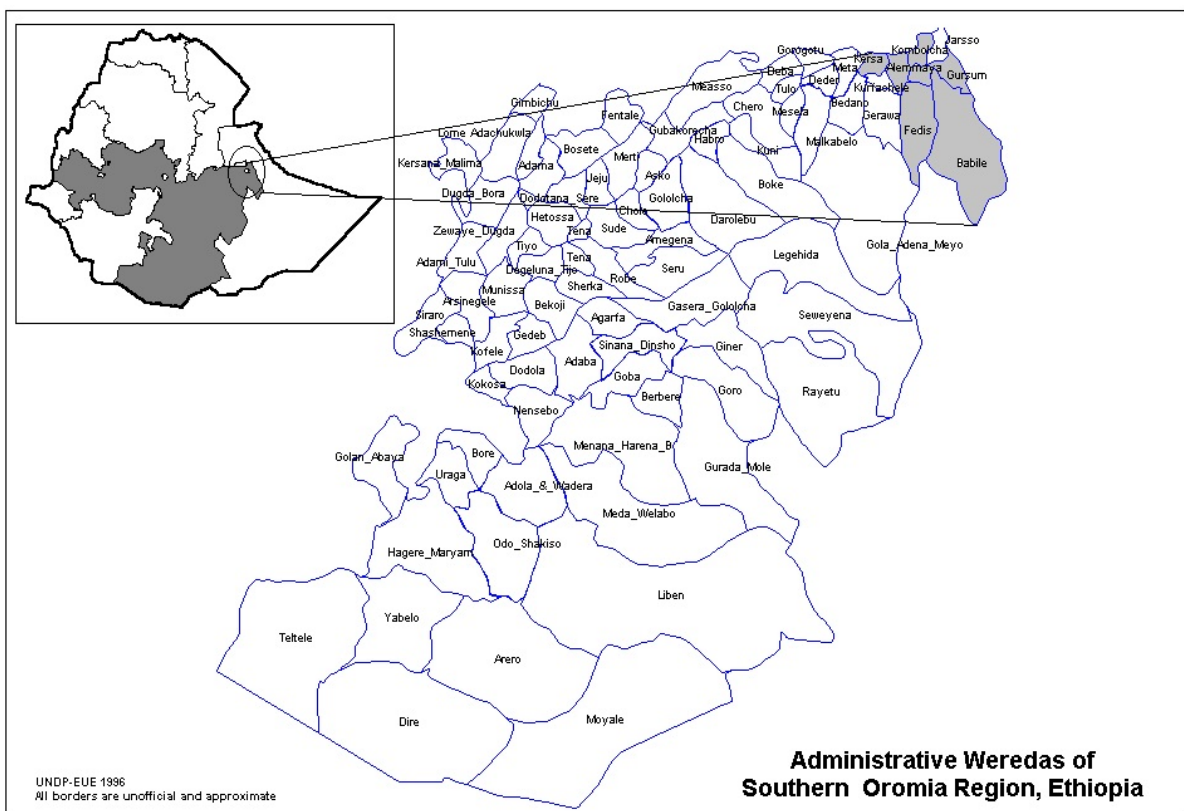 Jarsso
Kombolcha
Gorogotu
Kersa
Alemmaya
Meta
Deba
Deder
Gursum
Measso
Tulo
Kurfachele
Gimbichu
Bedano
Chero
Mesela
Fentale
Gerawa
Lome
Adachukwla
Gubakorecha
Fedis
Habro
Malkabelo
Bosete
Kuni
Mert
Kersana_Malima
Adama
Babile
Asko
Jeju
Boke
Dugda_Bora
Dodotana_Sere
Gololcha
Chole
Hetossa
Darolebu
Sude
Zewaye_Dugda
Tena
Amegena
Gola_Adena_Meyo
Tiyo
Legehida
Tena
Adami_Tulu
Degeluna_Tijo
Seru
Robe
Sherka
Munissa
Arsinegele
Bekoji
Gasera_Gololcha
Siraro
Agarfa
Seweyena
Shashemene
Gedeb
Sinana_Dinsho
Giner
Kofele
Adaba
Dodola
Goba
Kokosa
Goro
Rayetu
Berbere
Nensebo
Menana_Harena_B
Golan_Abaya
Bore
Uraga
Gurada_Mole
Adola_&_Wadera
Meda_Welabo
Odo_Shakiso
Hagere_Maryam
Liben
Yabelo
Teltele
Arero
Dire
Moyale
Administrative Weredas of
Southern Oromia Region, Ethiopia
UNDP-EUE 1996
All borders are unofficial and approximate